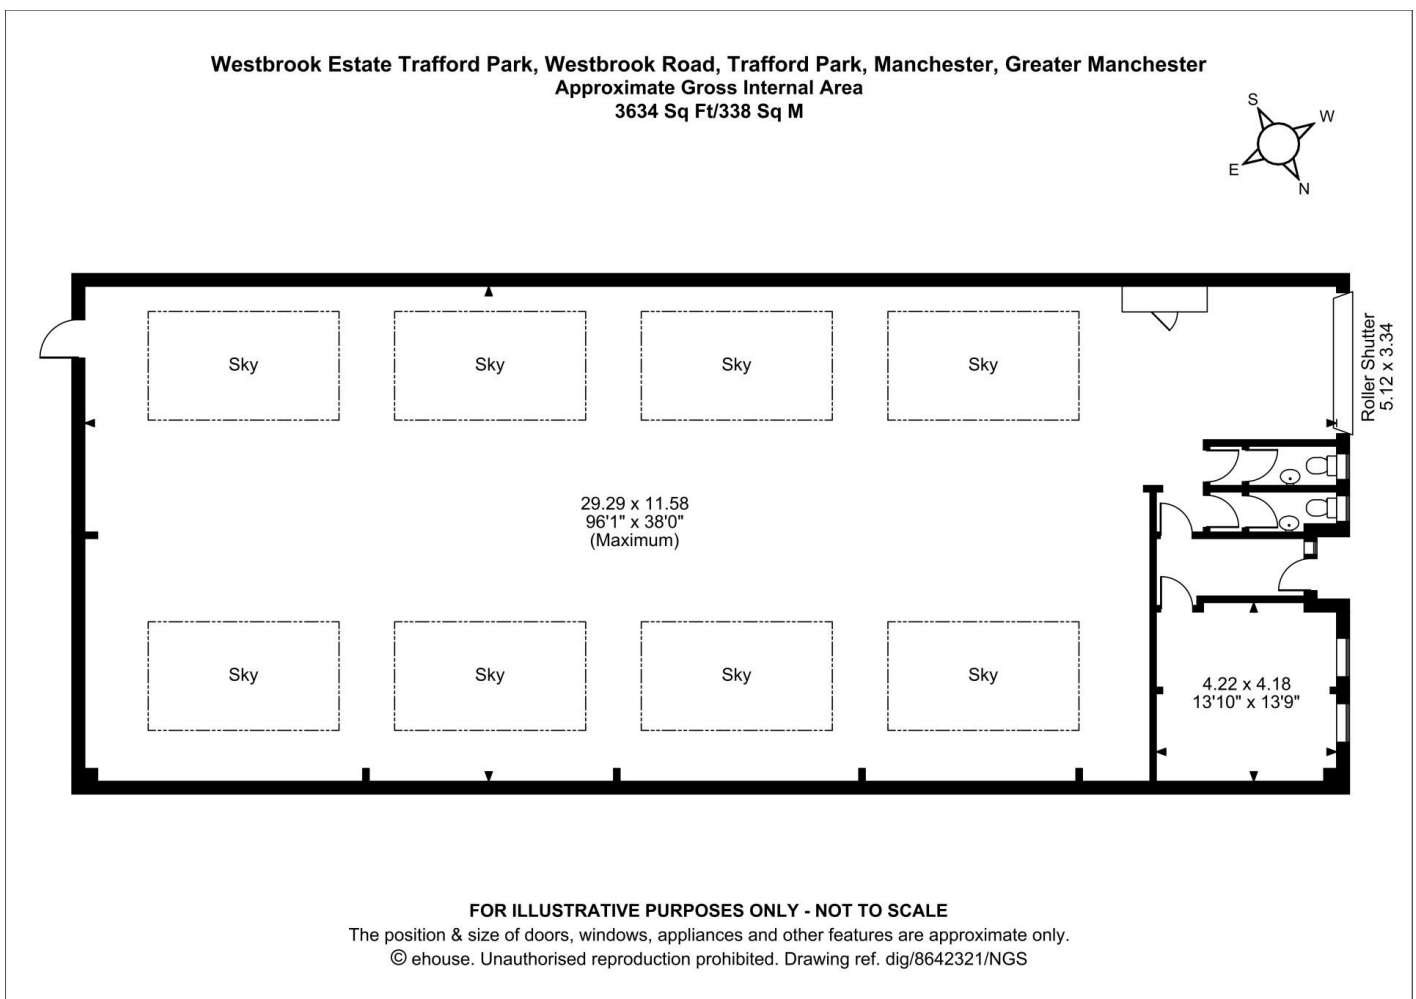 Westbrook Estate Trafford Park, Westbrook Road, Trafford Park, Manchester, Greater Manchester
Approximate Gross Internal Area
3634 Sq Ft/338 Sq M
S
W
E
N
Sky
Sky
Sky
Sky
Roller Shutter
5.12 x 3.34
29.29 x 11.58
96'1" x 38'0"
(Maximum)
Sky
Sky
Sky
Sky
4.22 x 4.18
13'10" x 13'9"
FOR ILLUSTRATIVE PURPOSES ONLY - NOT TO SCALE
The position & size of doors, windows, appliances and other features are approximate only.
© ehouse. Unauthorised reproduction prohibited. Drawing ref. dig/8642321/NGS